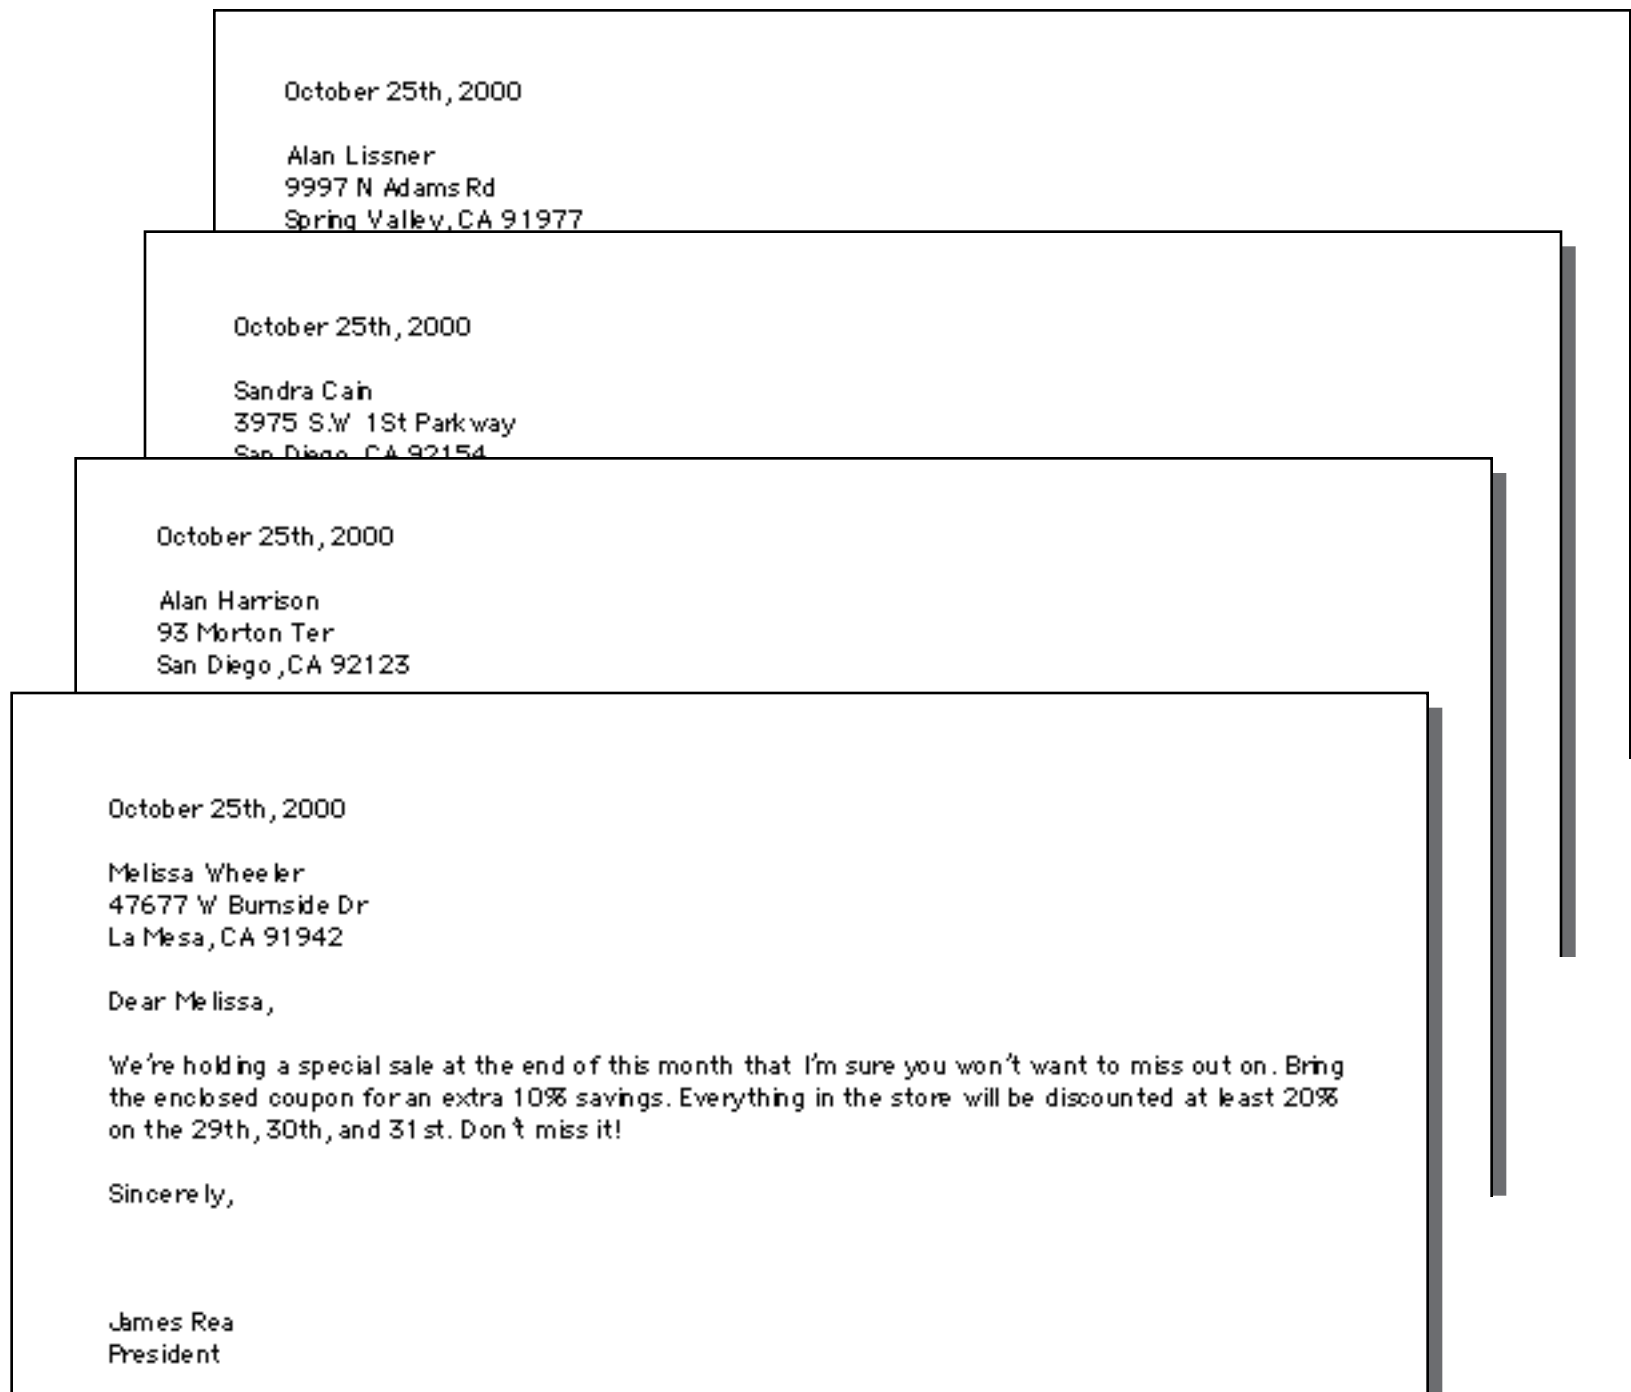 October 25th, 2000
Alan Lissner
9997 N Adams Rd
Spring Valley, CA 91977
October 25th, 2000
Sandra Cain
3975 S.W 1St Parkway
San Diego, CA 92154
October 25th, 2000
Alan Harrison
93 Morton Ter
San Diego, CA 92123
October 25th, 2000
Melissa Wheeler
47677 W Burnside Dr
La Mesa, CA 91942
Dear Melissa,
We're holding a special sale at the end of this month that I'm sure you won't want to miss out on. Bring
the enclosed coupon for an extra 10% savings. Everything in the store will be discounted at least 20%
on the 29th, 30th, and 31st. Don't miss it!
Sincerely,
James Rea
President